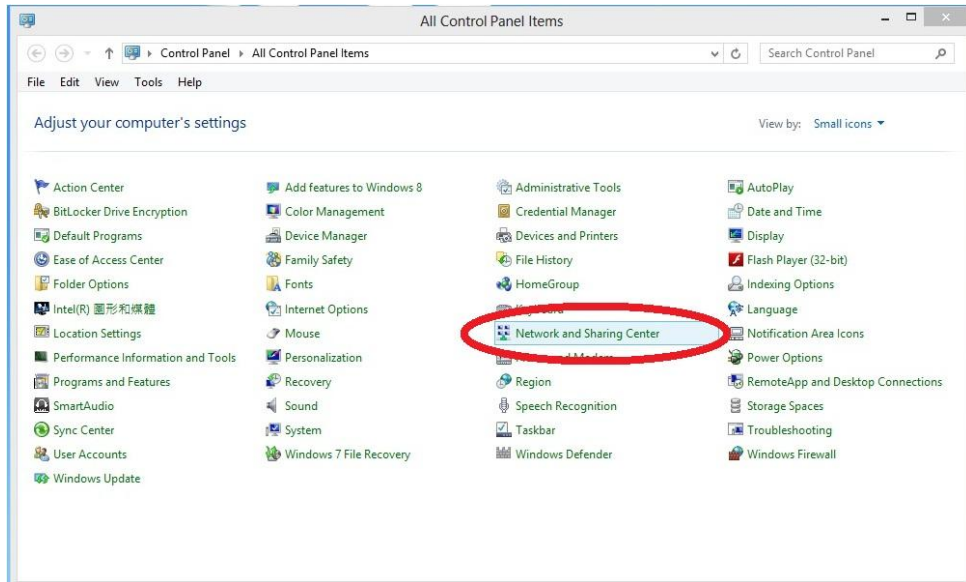 All Control Panel Items
Control Panel All Control Panel Items Search Control Panel
File Edit View Tools Help
Adjust your computer's settings View by: Small icons
Action Center Add features to Windows 8 Administrative Tools AutoPlay
BitLocker Drive Encryption Color Management Credential Manager Date and Time
Default Programs Device Manager Devices and Printers Display
Ease of Access Center Family Safety File History Flash Player (32-bit)
Folder Options Fonts HomeGroup Indexing Options
Intel(R) 圖形和媒體 Internet Options Language
Location Settings Mouse Network and Sharing Center Notification Area Icons
Performance Information and Tools Personalization Power Options
Programs and Features Recovery Region RemoteApp and Desktop Connections
SmartAudio Sound Speech Recognition Storage Spaces
Sync Center System Taskbar Troubleshooting
User Accounts Windows 7 File Recovery Windows Defender Windows Firewall
Windows Update